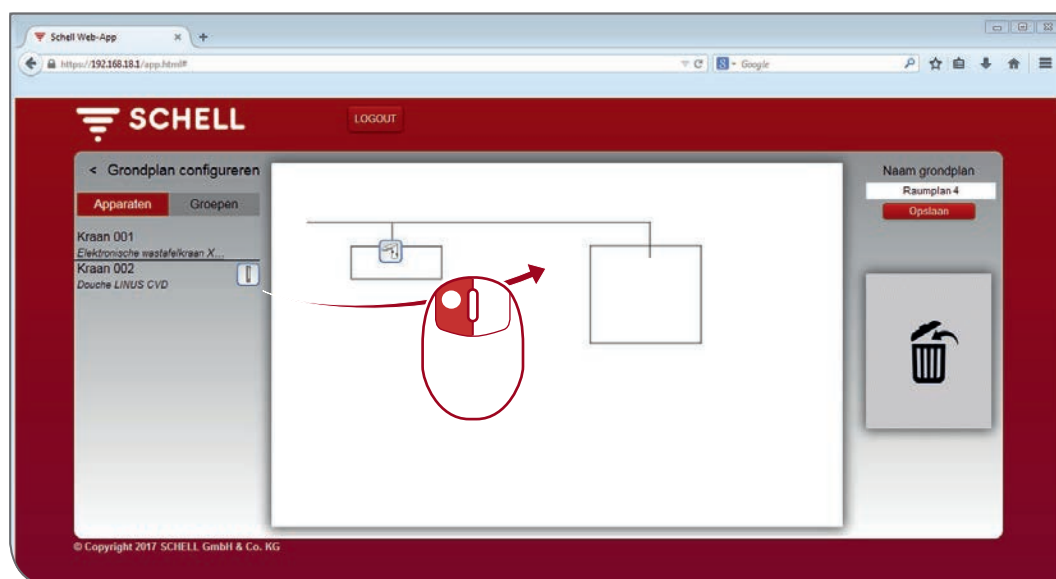 Schell Web-App
https://192.168.18.1/app.html#
Google
SCHELL
LOGOUT
< Grondplan configureren
Apparaten
Groepen
Kraan 001
Elektronische wastafelkraan X...
Kraan 002
Douche LINUS CVD
Naam grondplan
Raumplan 4
Opslaan
© Copyright 2017 SCHELL GmbH & Co. KG